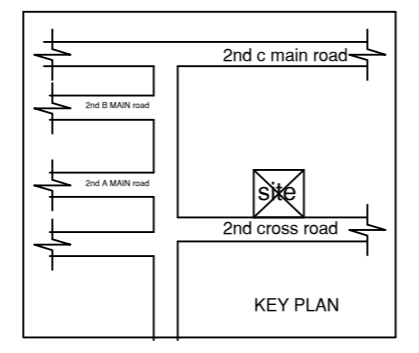 2nd c main road
2nd B MAIN road
2nd A MAIN road
site
2nd cross road
KEY PLAN